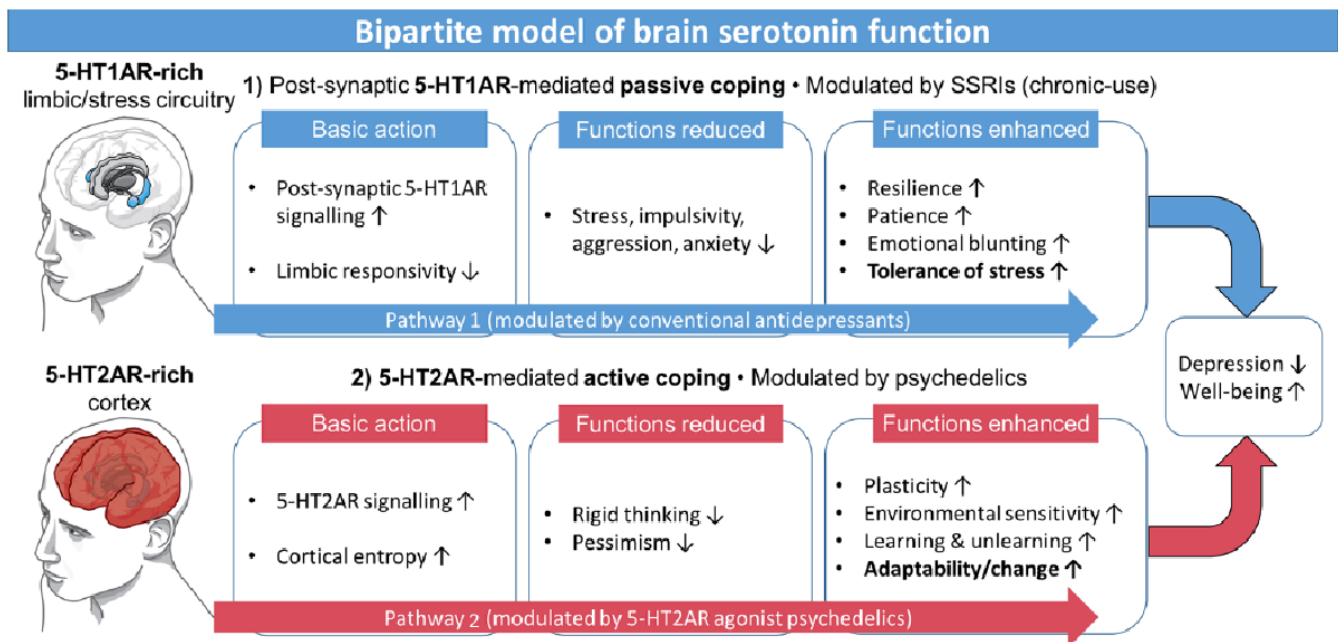 Bipartite model of brain serotonin function
5-HT1AR-rich
limbic/stress circuitry
1) Post-synaptic 5-HT1AR-mediated passive coping • Modulated by SSRIs (chronic-use)
Basic action
• Post-synaptic 5-HT1AR
signalling ↑
• Limbic responsivity ↓
Functions reduced
• Stress, impulsivity,
aggression, anxiety ↓
Functions enhanced
• Resilience ↑
• Patience ↑
• Emotional blunting ↑
• Tolerance of stress ↑
Pathway 1 (modulated by conventional antidepressants)
5-HT2AR-rich
cortex
2) 5-HT2AR-mediated active coping • Modulated by psychedelics
Basic action
• 5-HT2AR signalling ↑
• Cortical entropy ↑
Functions reduced
• Rigid thinking ↓
• Pessimism ↓
Functions enhanced
• Plasticity ↑
• Environmental sensitivity ↑
• Learning & unlearning ↑
• Adaptability/change ↑
Pathway 2 (modulated by 5-HT2AR agonist psychedelics)
Depression ↓
Well-being ↑